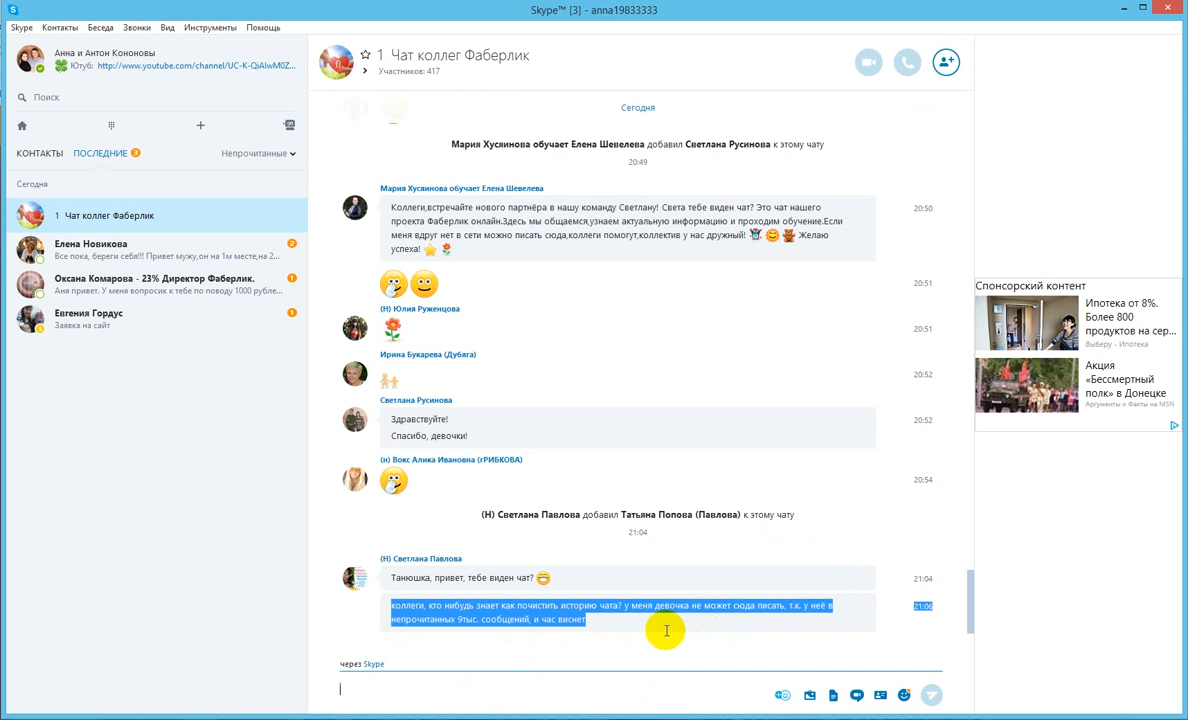 Skype™ [3] - anna19833333
Skype Контакты Беседа Звонки Вид Инструменты Помощь
Анна и Антон Кононовы
Ютуб: http://www.youtube.com/channel/UC-K-QiAlwM0Z...
Поиск
КОНТАКТЫ ПОСЛЕДНИЕ 3 Непрочитанные
Сегодня
1 Чат коллег Фаберлик
Елена Новикова 2
Все пока, береги себя!!! Привет мужу,он на 1м месте,на 2...
Оксана Комарова - 23% Директор Фаберлик. 1
Аня привет. У меня вопросик к тебе по поводу 1000 рубле...
Евгения Гордус 1
Заявка на сайт
1 Чат коллег Фаберлик
Участников: 417
Сегодня
Мария Хусяинова обучает Елена Шевелева добавил Светлана Русинова к этому чату
20:49
Мария Хусяинова обучает Елена Шевелева
Коллеги,встречайте нового партнёра в нашу команду Светлану! Света тебе виден чат? Это чат нашего 20:50
проекта Фаберлик онлайн.Здесь мы общаемся,узнаем актуальную информацию и проходим обучение.Если
меня вдруг нет в сети можно писать сюда,коллеги помогут,коллектив у нас дружный! Желаю
успеха!
20:51
(Н) Юлия Руженцова
20:51
Ирина Букарева (Дубяга)
20:52
Светлана Русинова
Здравствуйте! 20:52
Спасибо, девочки!
(н) Вокс Алика Ивановна (гРИБКОВА)
20:54
(Н) Светлана Павлова добавил Татьяна Попова (Павлова) к этому чату
21:04
(Н) Светлана Павлова
Танюшка, привет, тебе виден чат? 21:04
коллеги, кто нибудь знает как почистить историю чата? у меня девочка не может сюда писать, т.к. у неё в 21:06
непрочитанных 9тыс. сообщений, и час виснет
через Skype
Спонсорский контент
Ипотека от 8%.
Более 800
продуктов на сер...
Выберу - Ипотека
Акция
«Бессмертный
полк» в Донецке
Аргументы и Факты на MSN